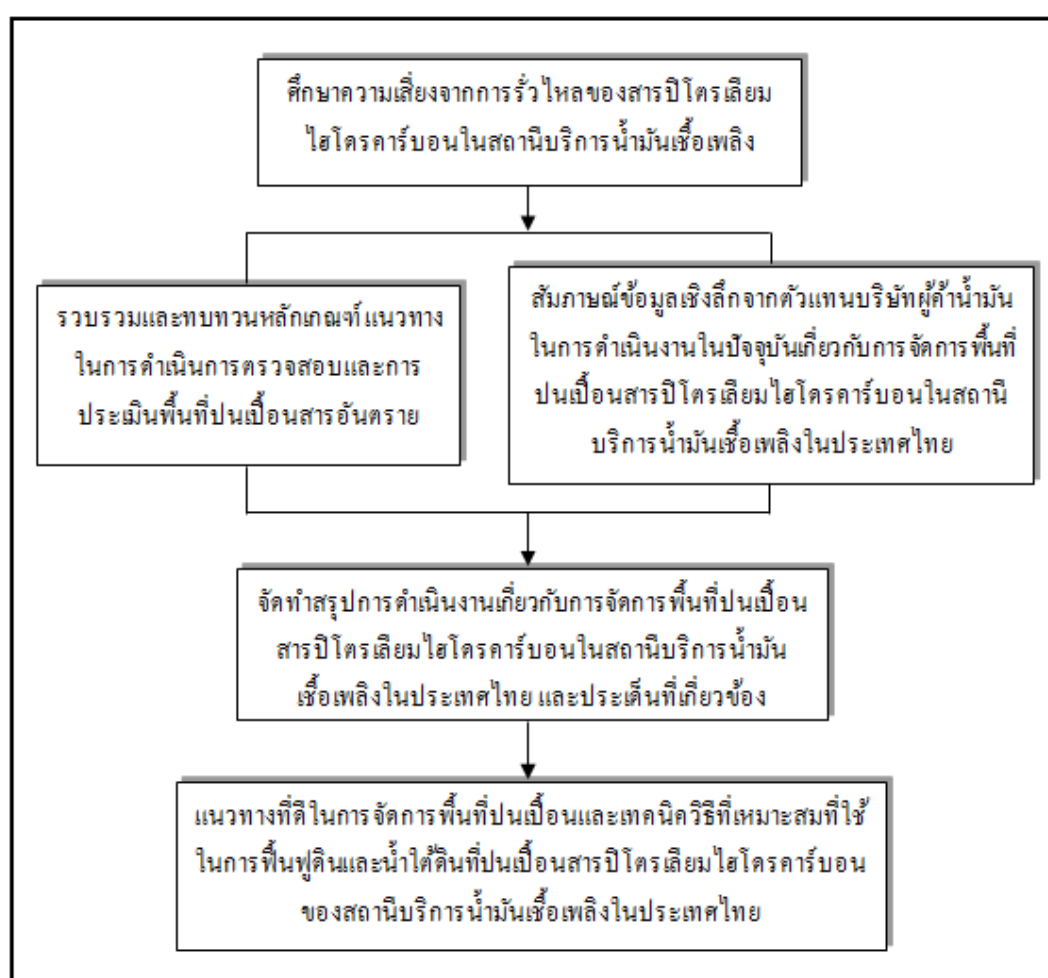 ศึกษาความเสี่ยงจากการรั่วไหลของสารปิโตรเลียม
ไฮโดรคาร์บอนในสถานีบริการน้ำมันเชื้อเพลิง
รวบรวมและทบทวนหลักเกณฑ์แนวทาง
ในการดำเนินการตรวจสอบและการ
ประเมินพื้นที่ปนเปื้อนสารอันตราย
สัมภาษณ์ข้อมูลเชิงลึกจากตัวแทนบริษัทผู้ค้าน้ำมัน
ในการดำเนินงานในปัจจุบันเกี่ยวกับการจัดการพื้นที่
ปนเปื้อนสารปิโตรเลียมไฮโดรคาร์บอนในสถานี
บริการน้ำมันเชื้อเพลิงในประเทศไทย
จัดทำสรุปการดำเนินงานเกี่ยวกับการจัดการพื้นที่ปนเปื้อน
สารปิโตรเลียมไฮโดรคาร์บอนในสถานีบริการน้ำมัน
เชื้อเพลิงในประเทศไทย และประเด็นที่เกี่ยวข้อง
แนวทางที่ดีในการจัดการพื้นที่ปนเปื้อนและเทคนิควิธีที่เหมาะสมที่ใช้
ในการฟื้นฟูดินและน้ำใต้ดินที่ปนเปื้อนสารปิโตรเลียมไฮโดรคาร์บอน
ของสถานีบริการน้ำมันเชื้อเพลิงในประเทศไทย